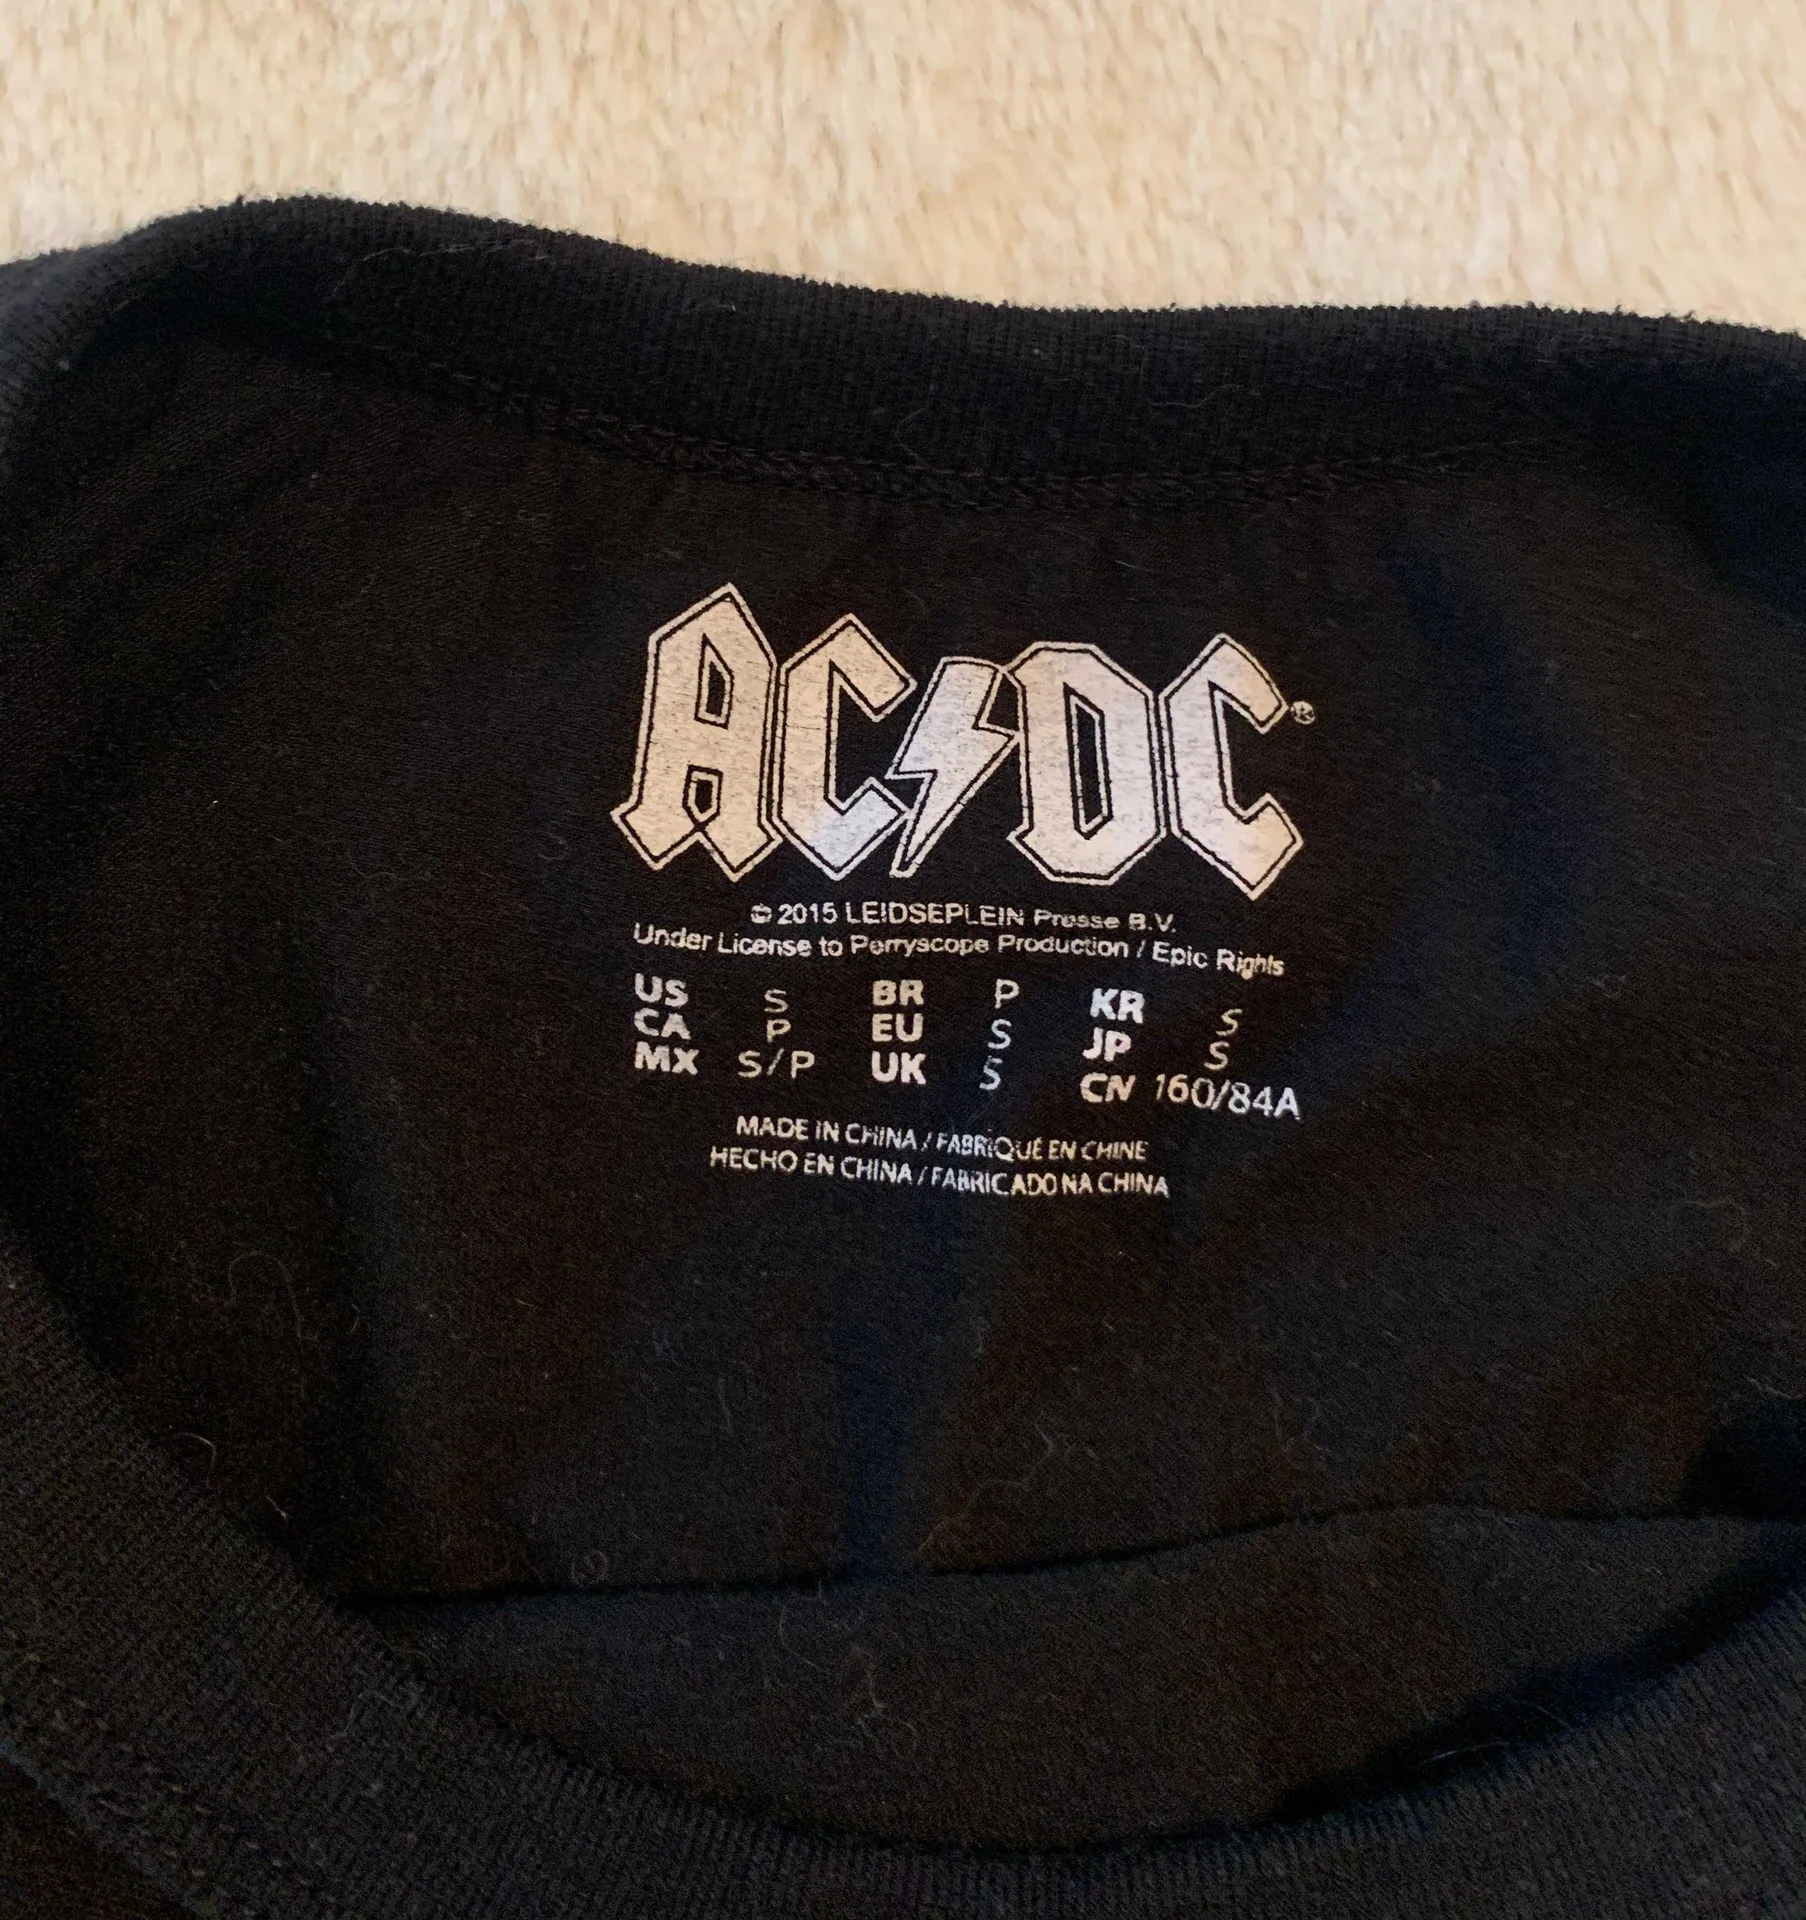 AC⚡DC®
© 2015 LEIDSEPLEIN Presse B.V.
Under License to Perryscope Production / Epic Rights
US S BR P KR S
CA P EU S JP S
MX S/P UK S CN 160/84A
MADE IN CHINA / FABRIQUÉ EN CHINE
HECHO EN CHINA / FABRICADO NA CHINA